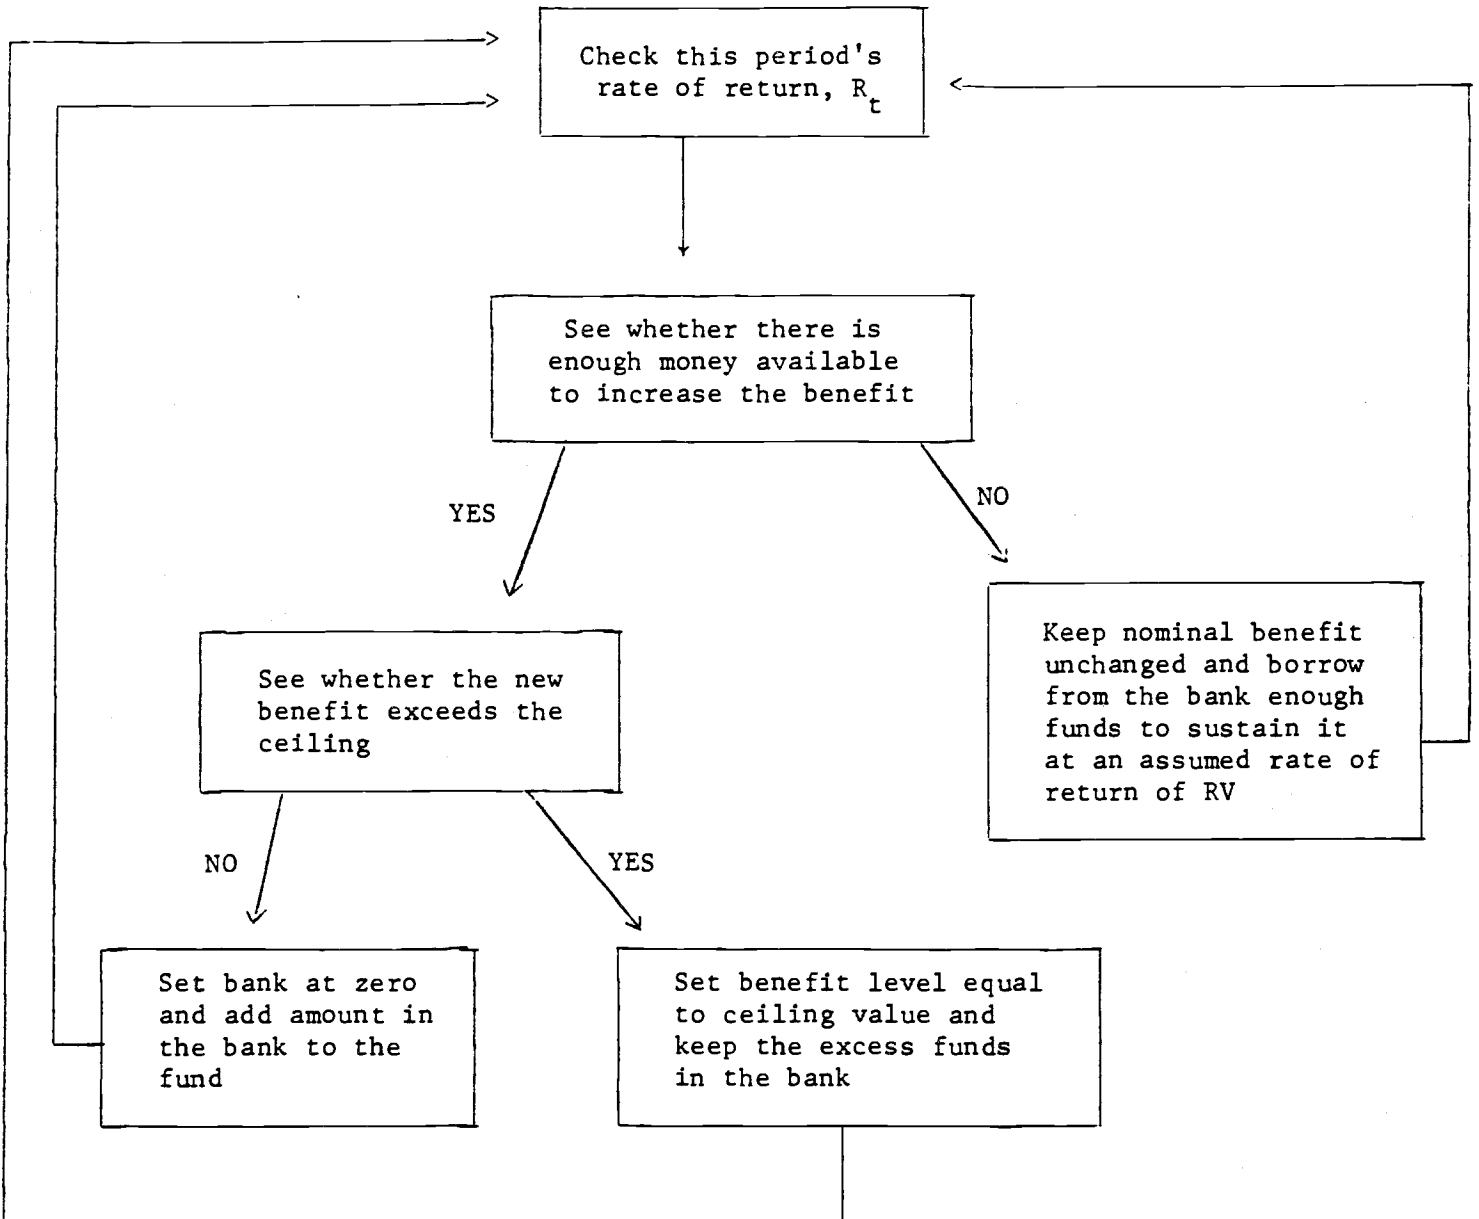 Check this period's
rate of return, R_t
See whether there is
enough money available
to increase the benefit
YES
NO
See whether the new
benefit exceeds the
ceiling
Keep nominal benefit
unchanged and borrow
from the bank enough
funds to sustain it
at an assumed rate of
return of RV
NO
YES
Set bank at zero
and add amount in
the bank to the
fund
Set benefit level equal
to ceiling value and
keep the excess funds
in the bank